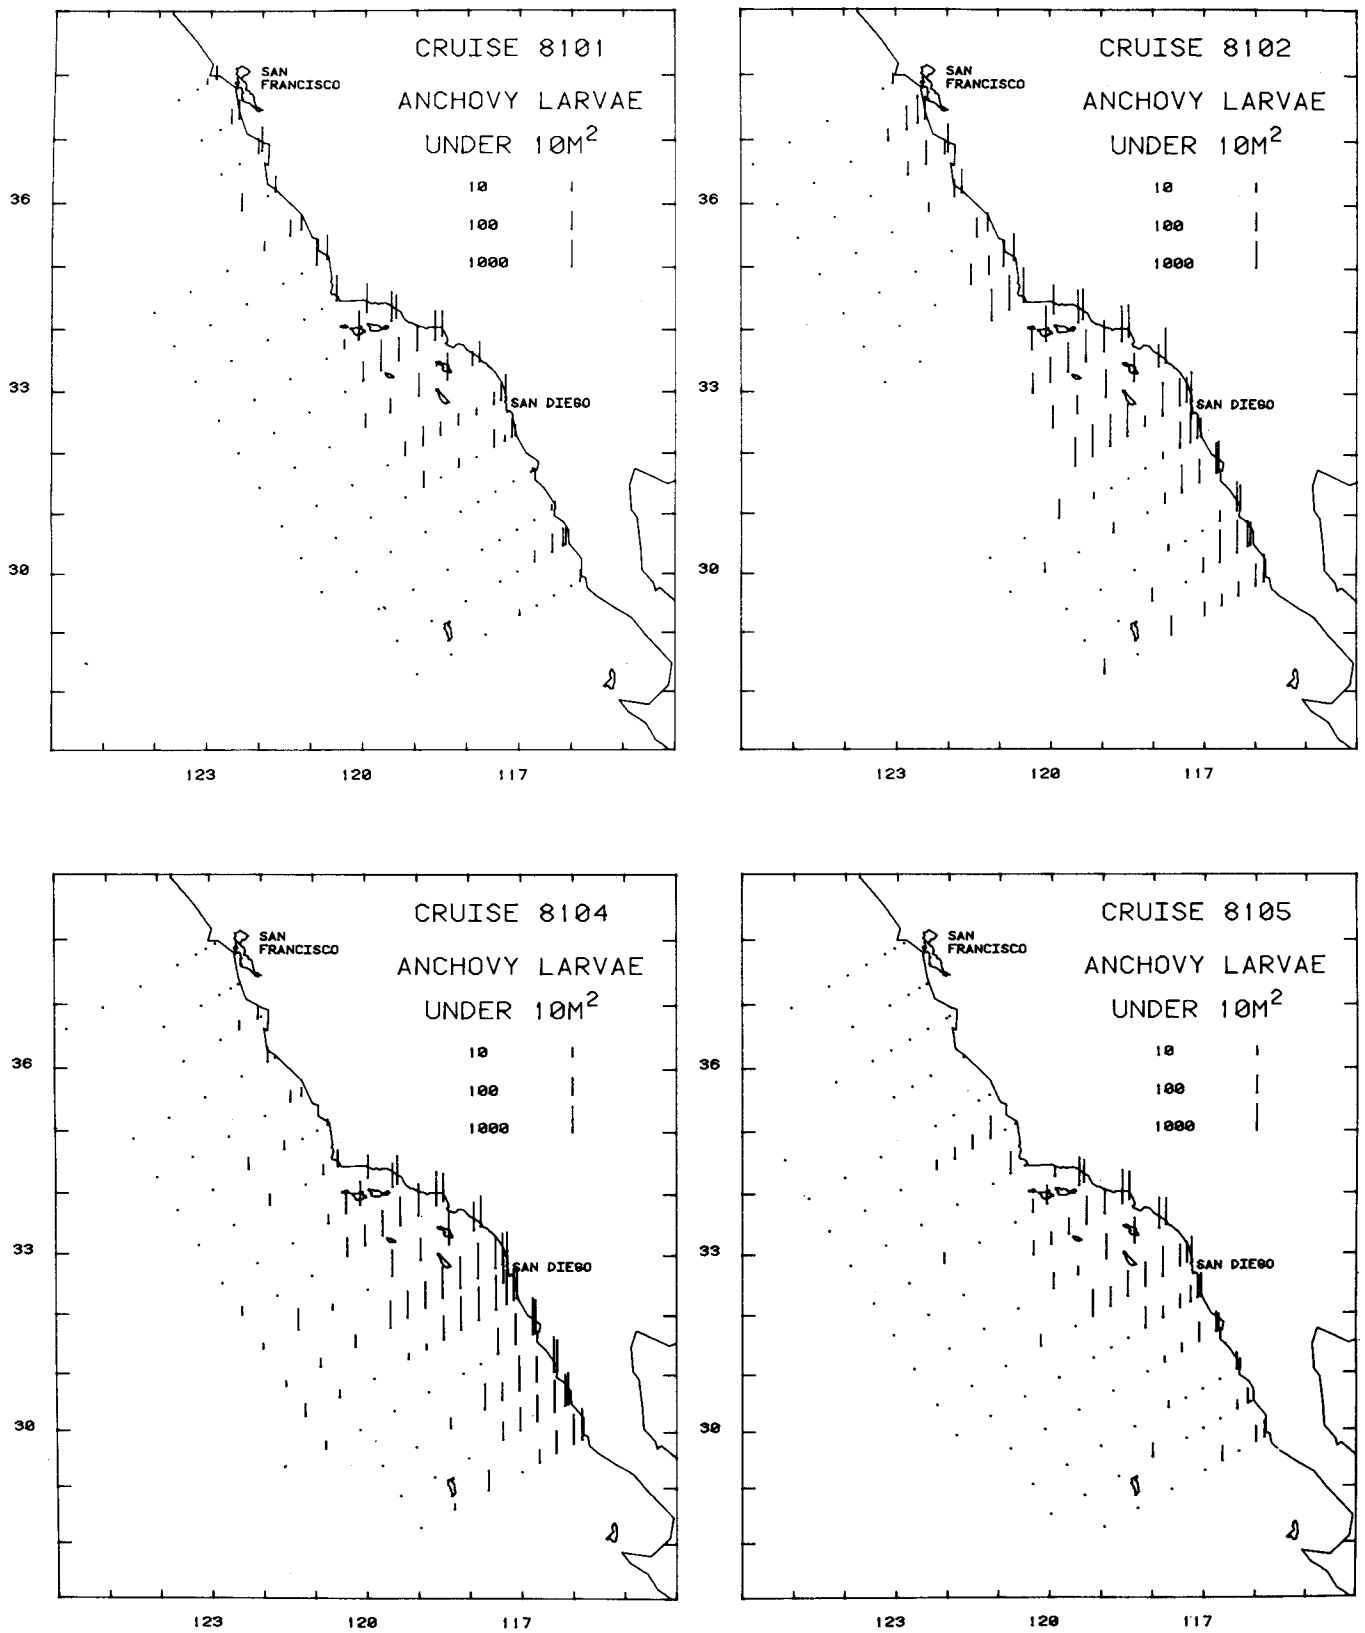 CRUISE 8101
SAN
FRANCISCO
ANCHOVY LARVAE
UNDER 10M²
10
36
100
1000
33
SAN DIEGO
30
123 120 117
CRUISE 8102
SAN
FRANCISCO
ANCHOVY LARVAE
UNDER 10M²
10
36
100
1000
33
SAN DIEGO
30
123 120 117
CRUISE 8104
SAN
FRANCISCO
ANCHOVY LARVAE
UNDER 10M²
10
36
100
1000
33
SAN DIEGO
30
123 120 117
CRUISE 8105
SAN
FRANCISCO
ANCHOVY LARVAE
UNDER 10M²
10
36
100
1000
33
SAN DIEGO
30
123 120 117